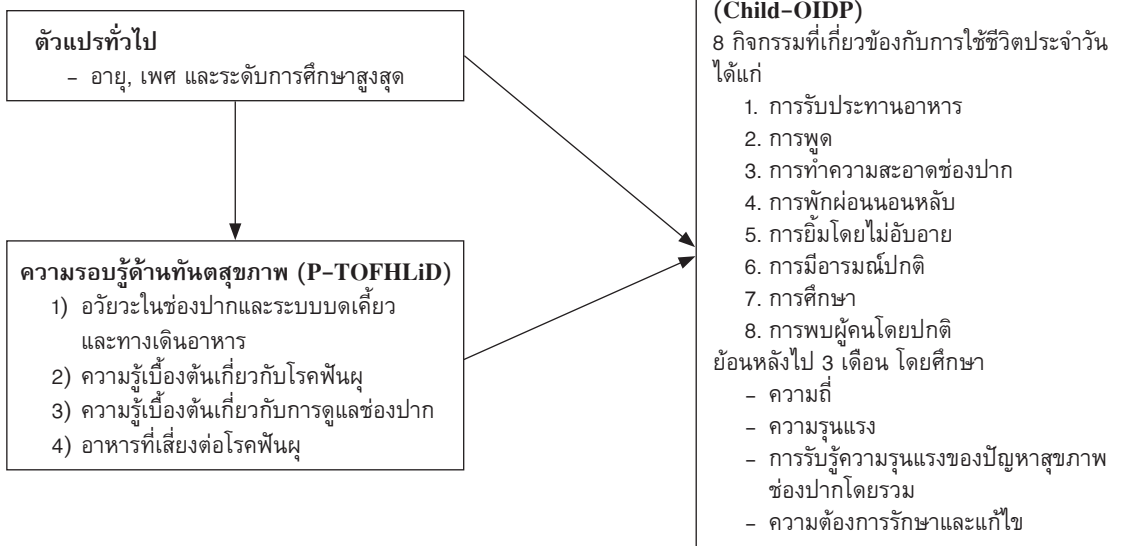 ตัวแปรทั่วไป
– อายุ, เพศ และระดับการศึกษาสูงสุด
ความรอบรู้ด้านทันตสุขภาพ (P–TOFHLiD)
1) อวัยวะในช่องปากและระบบบดเคี้ยว
และทางเดินอาหาร
2) ความรู้เบื้องต้นเกี่ยวกับโรคฟันผุ
3) ความรู้เบื้องต้นเกี่ยวกับการดูแลช่องปาก
4) อาหารที่เสี่ยงต่อโรคฟันผุ
(Child–OIDP)
8 กิจกรรมที่เกี่ยวข้องกับการใช้ชีวิตประจำวัน
ได้แก่
1. การรับประทานอาหาร
2. การพูด
3. การทำความสะอาดช่องปาก
4. การพักผ่อนนอนหลับ
5. การยิ้มโดยไม่อับอาย
6. การมีอารมณ์ปกติ
7. การศึกษา
8. การพบผู้คนโดยปกติ
ย้อนหลังไป 3 เดือน โดยศึกษา
– ความถี่
– ความรุนแรง
– การรับรู้ความรุนแรงของปัญหาสุขภาพ
ช่องปากโดยรวม
– ความต้องการรักษาและแก้ไข